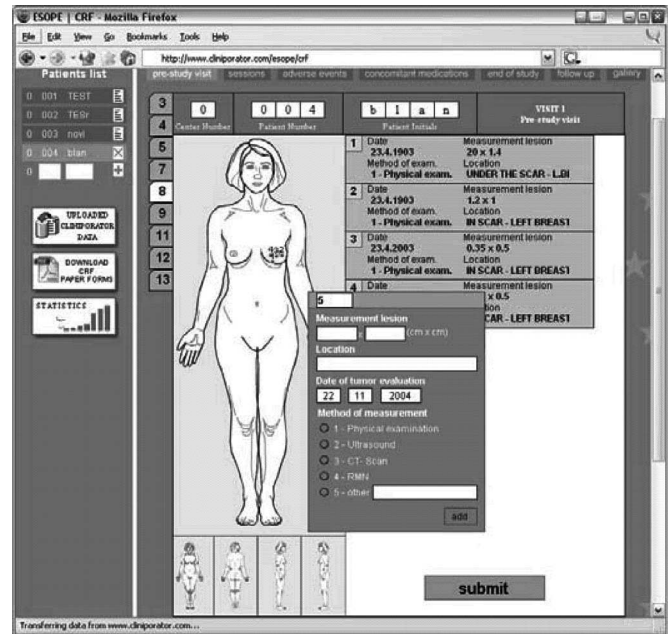 ESOPE | CRF - Mozilla Firefox
File Edit View Go Bookmarks Tools Help
http://www.cliniporator.com/esope/crf
Patients list
pre-study visit sessions adverse events concomitant medications end of study follow up gallery
0 001 TEST
0 002 TESr
0 003 novi
0 004 blan
0
UPLOADED
CLINIPORATOR
DATA
DOWNLOAD
CRF
PAPER FORMS
STATISTICS
3
4
5
7
8
9
11
12
13
0 0 0 4 b l a n
Center Number Patient Number Patient Initials
VISIT 1
Pre-study visit
1 Date Measurement lesion
23.4.1903 20 x 1.4
Method of exam. Location
1 - Physical exam. UNDER THE SCAR - L.BI
2 Date Measurement lesion
23.4.1903 1.2 x 1
Method of exam. Location
1 - Physical exam. IN SCAR - LEFT BREAST
3 Date Measurement lesion
23.4.2003 0.35 x 0.5
Method of exam. Location
1 - Physical exam. IN SCAR - LEFT BREAST
4 Date Measurement lesion
x 0.5
SCAR - LEFT BREAST
5
Measurement lesion
x (cm x cm)
Location
Date of tumor evaluation
22 11 2004
Method of measurement
1 - Physical examination
2 - Ultrasound
3 - CT- Scan
4 - RMN
5 - other
add
submit
Transferring data from www.cliniporator.com...